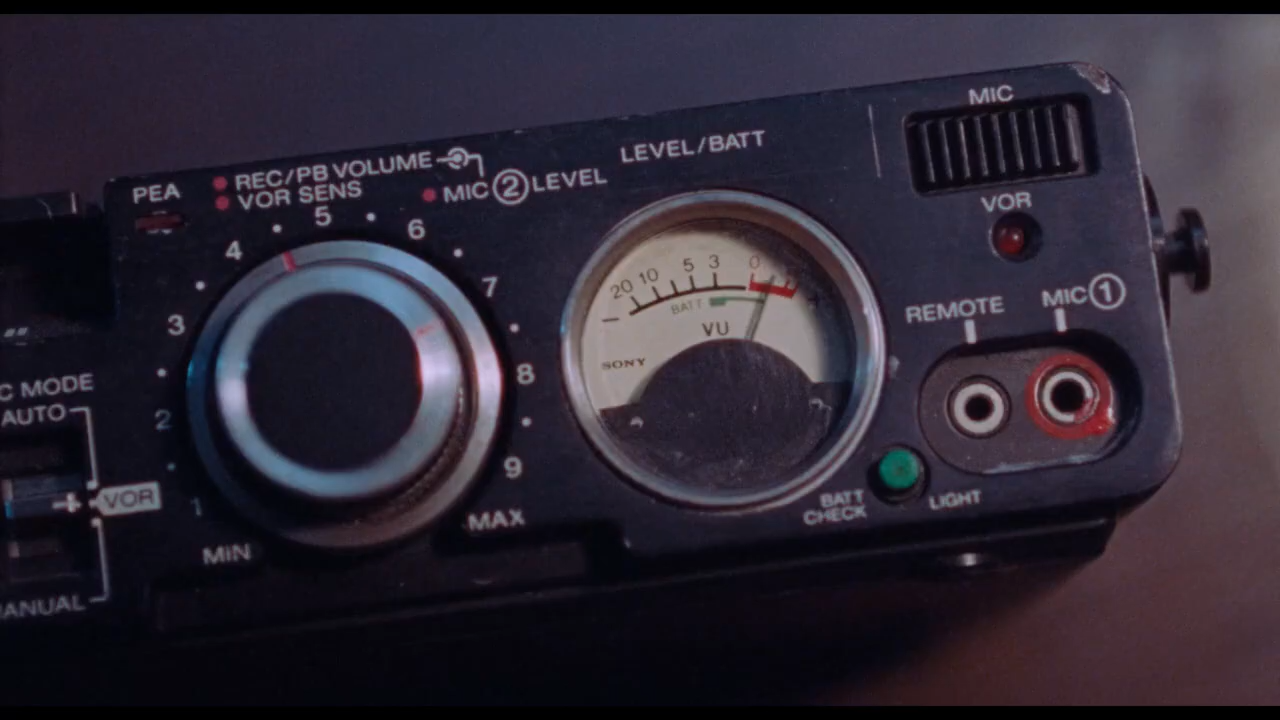 PEA
REC/PB VOLUME
VOR SENS
MIC 2 LEVEL
LEVEL/BATT
MIC
VOR
REMOTE
MIC 1
MIN
1
2
3
4
5
6
7
8
9
MAX
20 10 5 3 0
BATT
VU
SONY
BATT
CHECK
LIGHT
C MODE
AUTO
VOR
MANUAL